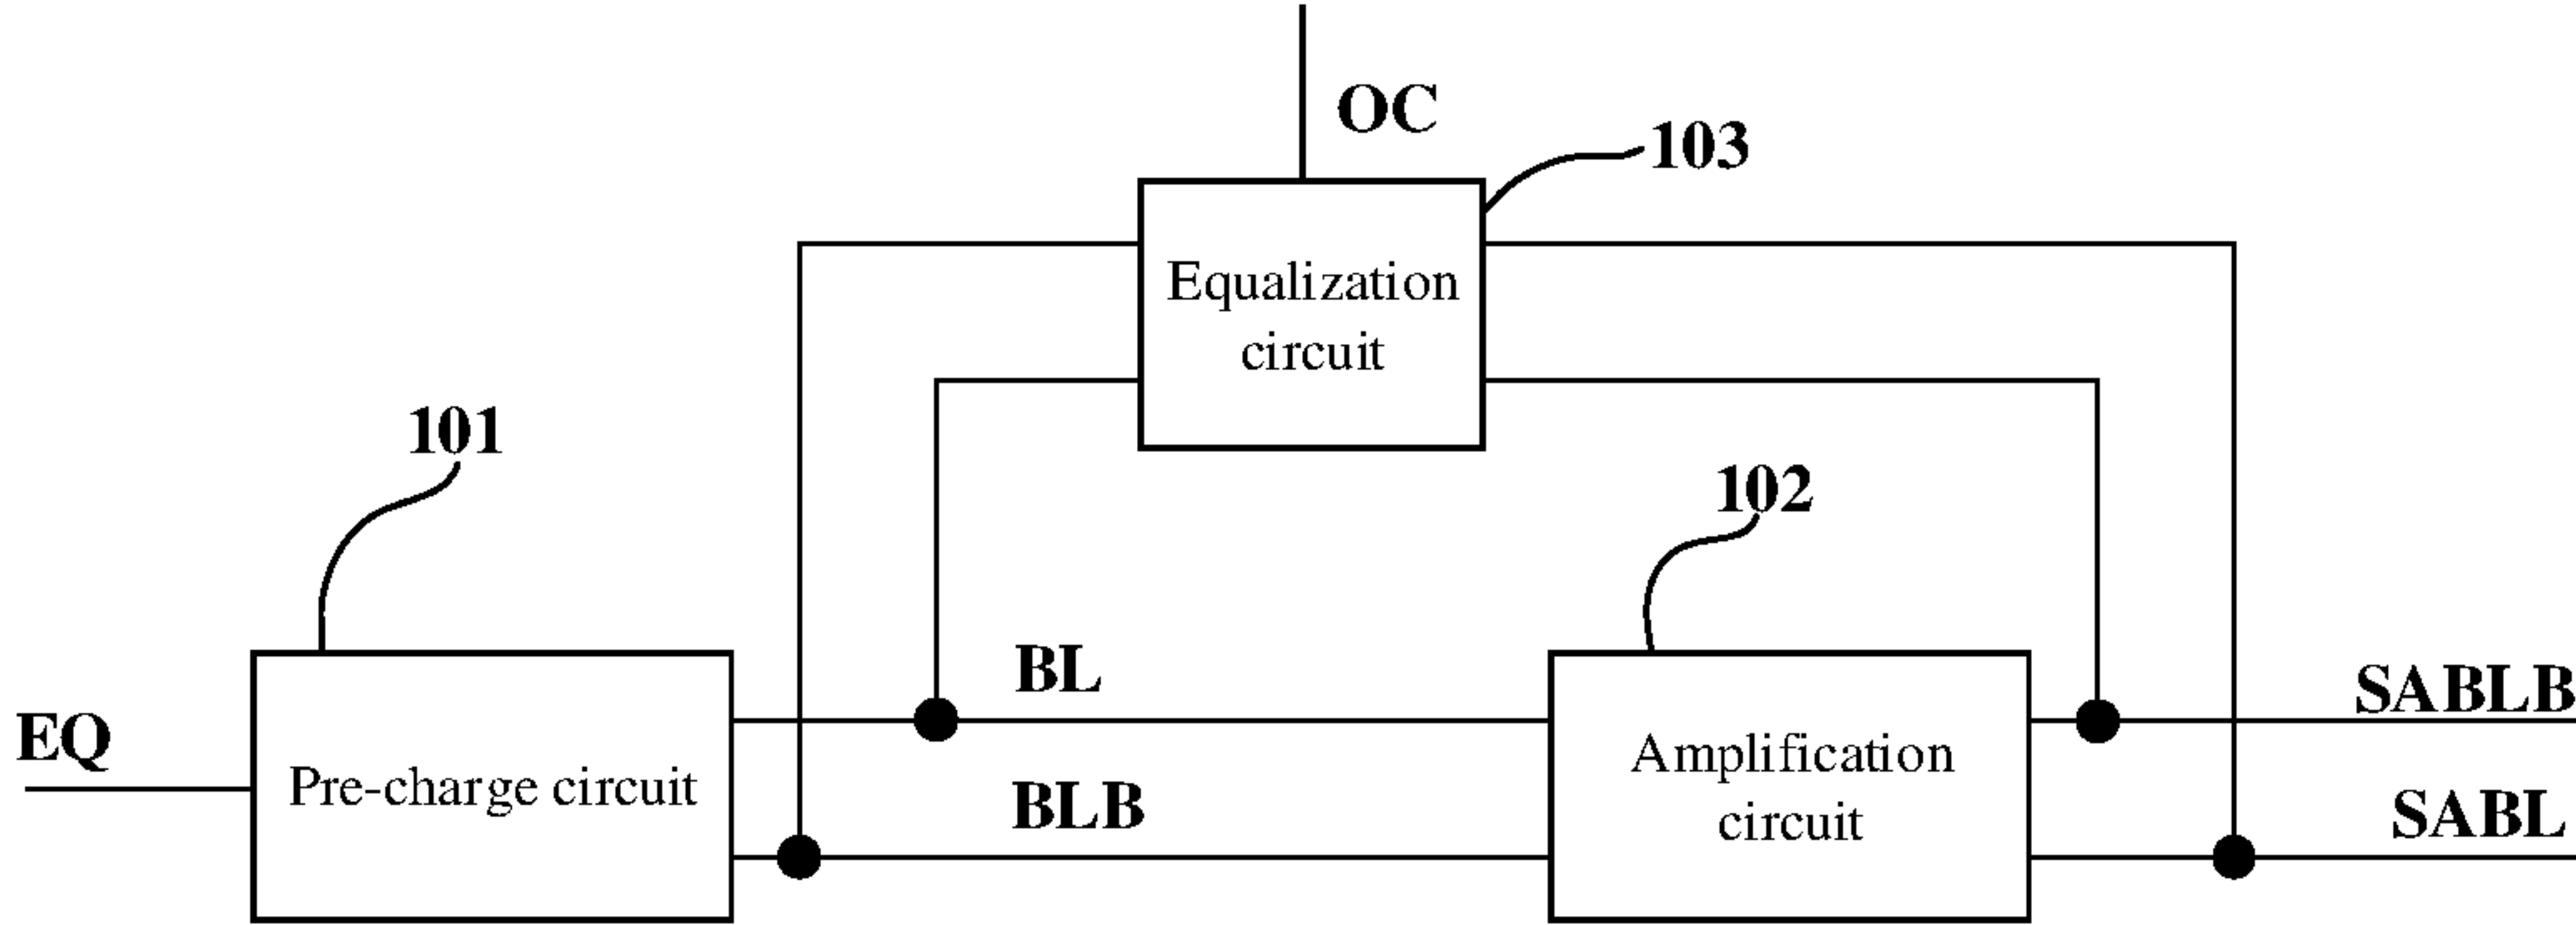 OC
103
Equalization
circuit
101
102
BL
SABLB
EQ
Pre-charge circuit
Amplification
circuit
BLB
SABL